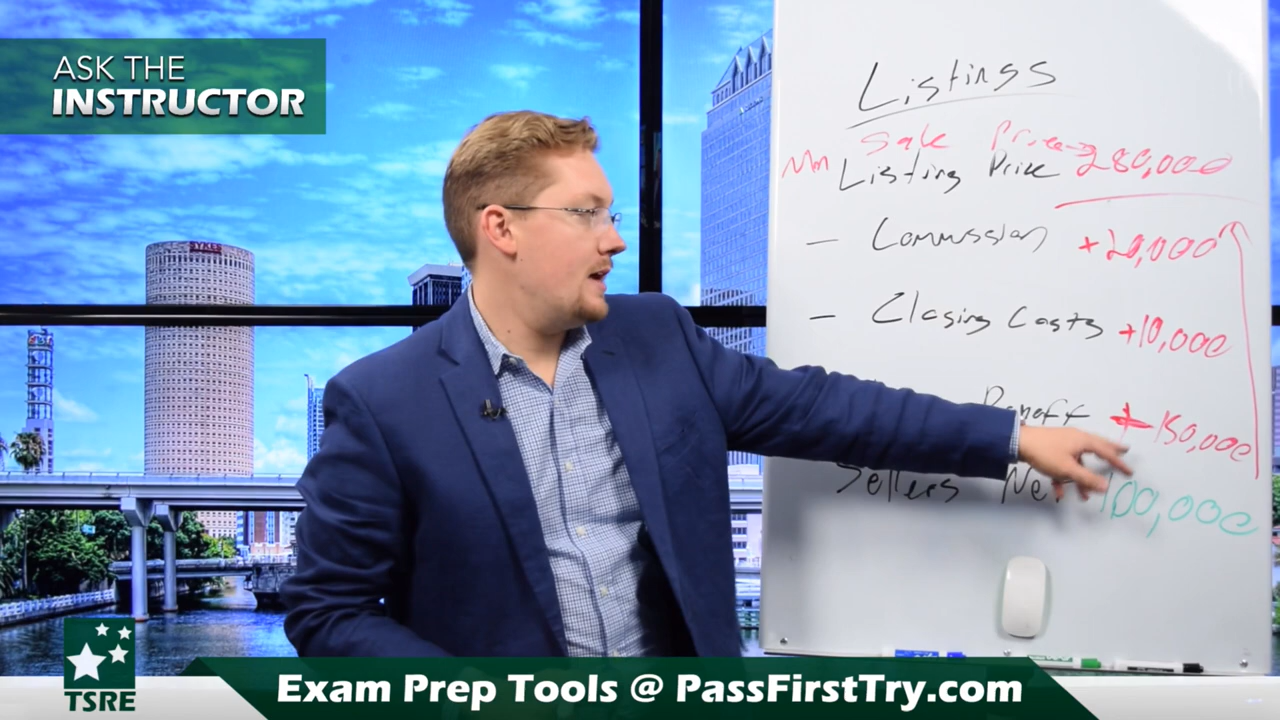 ASK THE
INSTRUCTOR
SYKES
Listings
Min Sale Price → 280,000
Listing Price
— Commission +20,000
— Closing Costs +10,000
+150,000
Sellers Net 100,000
TSRE
Exam Prep Tools @ PassFirstTry.com